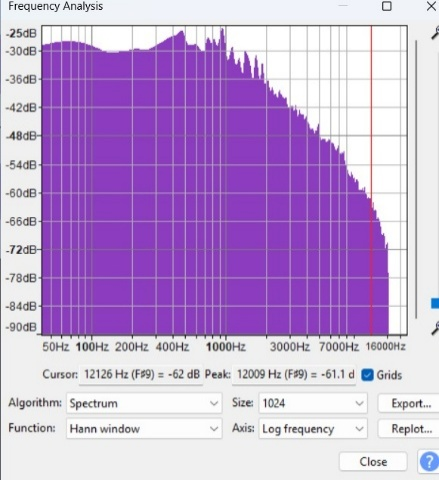 Frequency Analysis
-25dB
-30dB
-36dB
-42dB
-48dB
-54dB
-60dB
-66dB
-72dB
-78dB
-84dB
-90dB
50Hz 100Hz 200Hz 400Hz 1000Hz 3000Hz 7000Hz 16000Hz
Cursor: 12126 Hz (F#9) = -62 dB Peak: 12009 Hz (F#9) = -61.1 d Grids
Algorithm: Spectrum Size: 1024 Export...
Function: Hann window Axis: Log frequency Replot...
Close ?